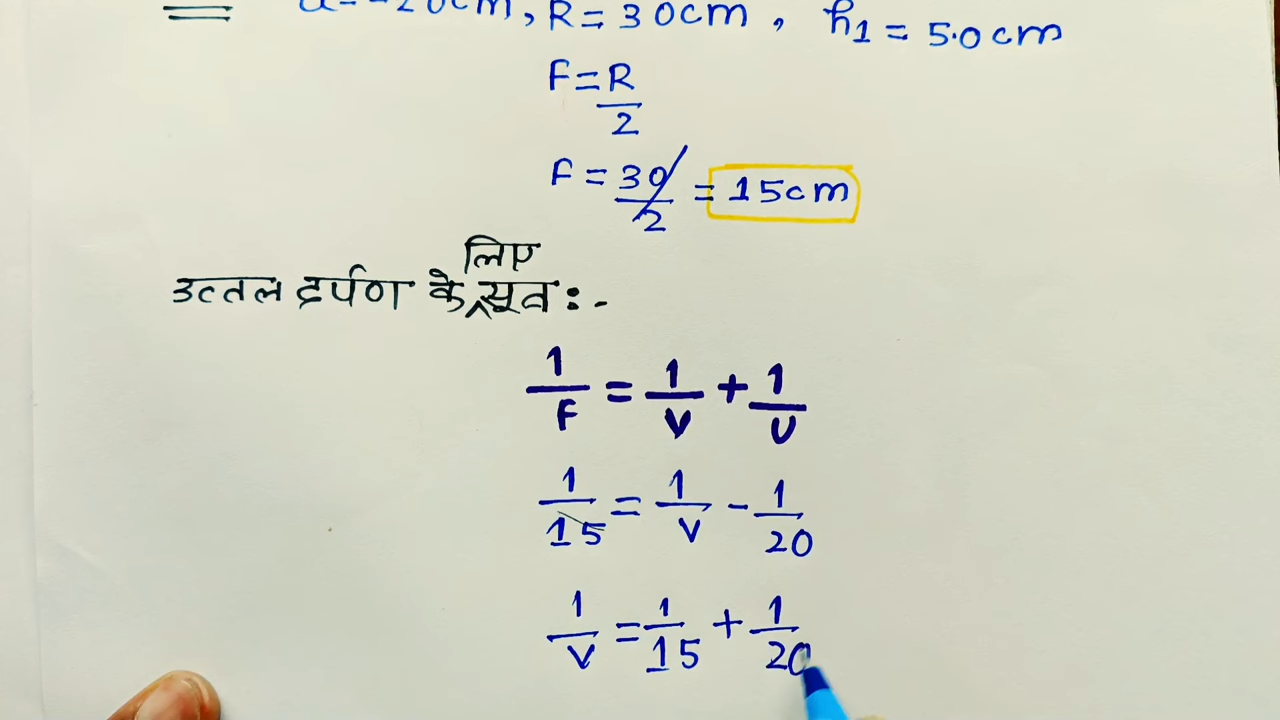 u = -20cm, R = 30cm, h1 = 5.0cm
F = R/2
F = 30/2 = 15cm
उत्तल दर्पण के लिए सूत्र :-
1/F = 1/V + 1/U
1/15 = 1/V - 1/20
1/V = 1/15 + 1/20